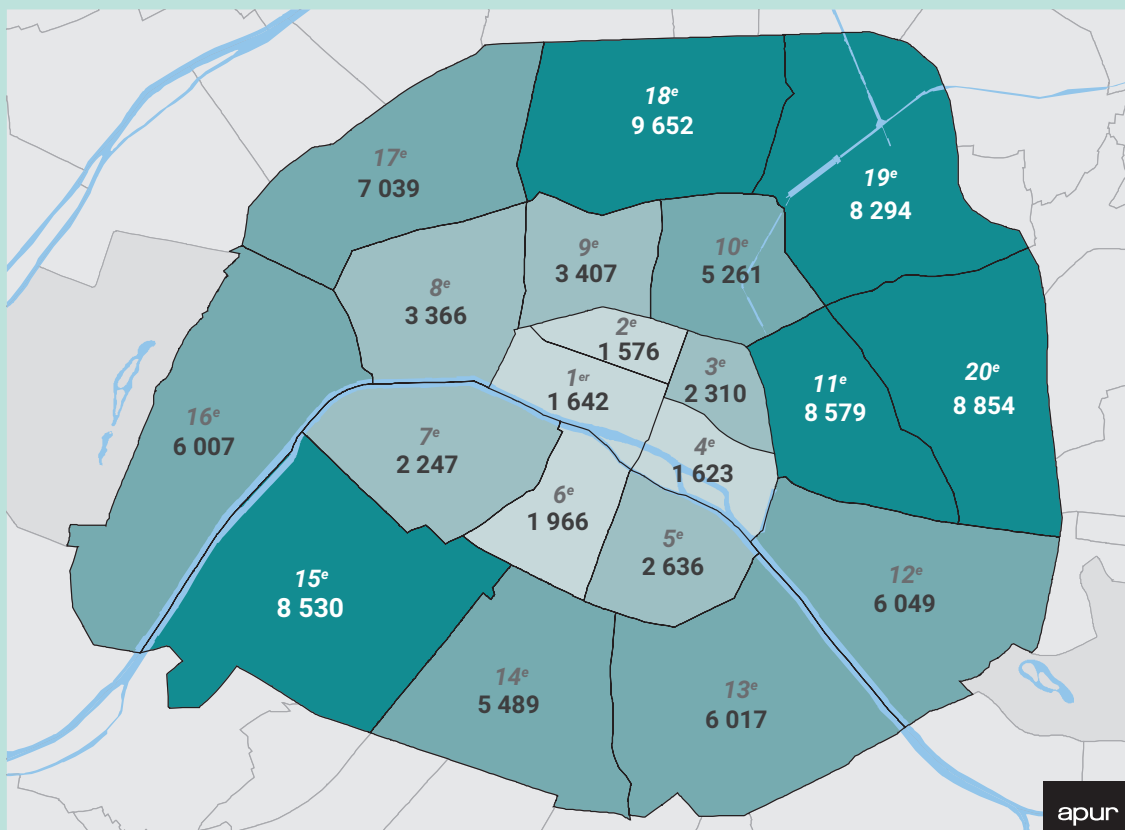 18e
9 652
17e
7 039
19e
8 294
9e
3 407
10e
5 261
8e
3 366
2e
1 576
3e
2 310
1er
1 642
11e
8 579
20e
8 854
16e
6 007
7e
2 247
4e
1 623
6e
1 966
5e
2 636
15e
8 530
12e
6 049
14e
5 489
13e
6 017
apur